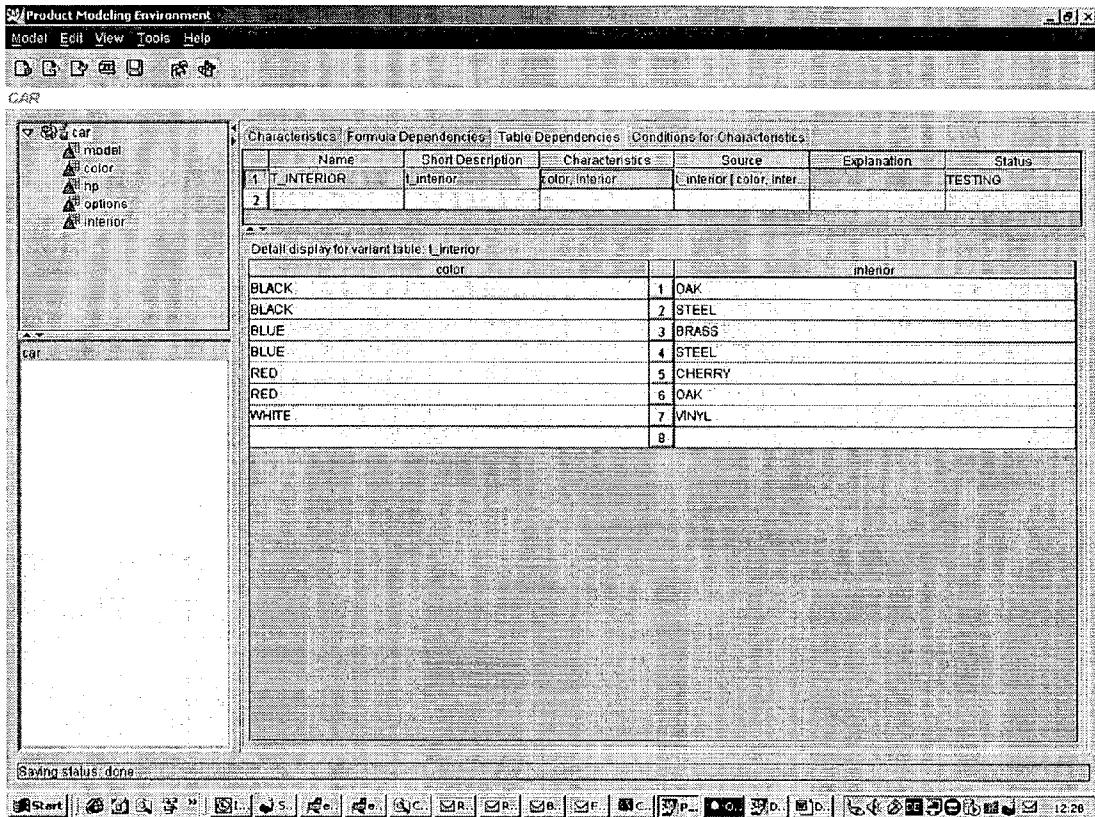 Product Modeling Environment
Model Edit View Tools Help
CAR
car
model
color
hp
options
interior
car
Characteristics Formula Dependencies Table Dependencies Conditions for Characteristics
Name Short Description Characteristics Source Explanation Status
1 T_INTERIOR t_interior color, interior t_interior [ color, inter TESTING
2
Detail display for variant table: t_interior
color interior
BLACK 1 OAK
BLACK 2 STEEL
BLUE 3 BRASS
BLUE 4 STEEL
RED 5 CHERRY
RED 6 OAK
WHITE 7 VINYL
8
Saving status: done
Start 12:28